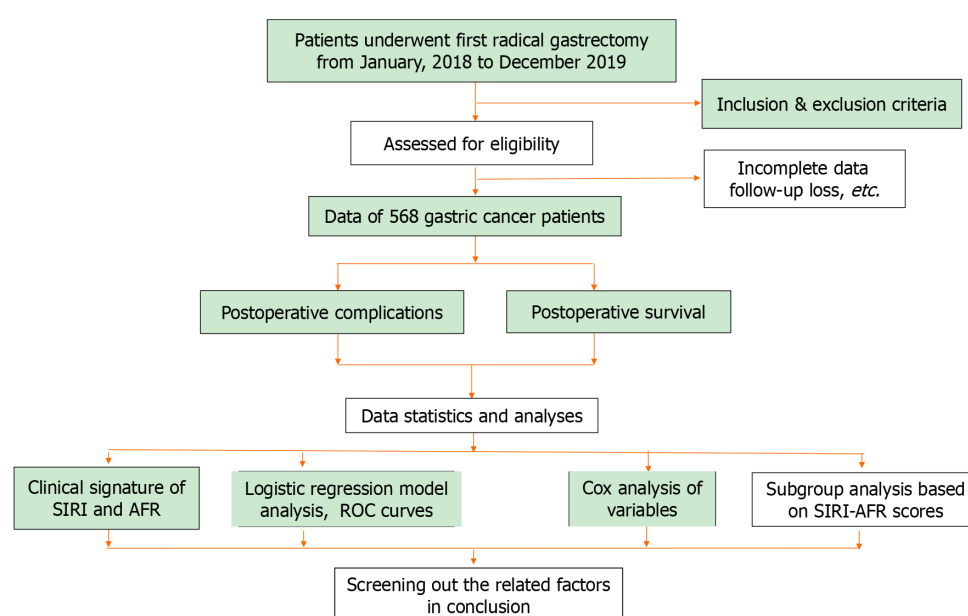 Patients underwent first radical gastrectomy
from January, 2018 to December 2019
Inclusion & exclusion criteria
Assessed for eligibility
Incomplete data
follow-up loss, etc.
Data of 568 gastric cancer patients
Postoperative complications
Postoperative survival
Data statistics and analyses
Clinical signature of
SIRI and AFR
Logistic regression model
analysis, ROC curves
Cox analysis of
variables
Subgroup analysis based
on SIRI-AFR scores
Screening out the related factors
in conclusion